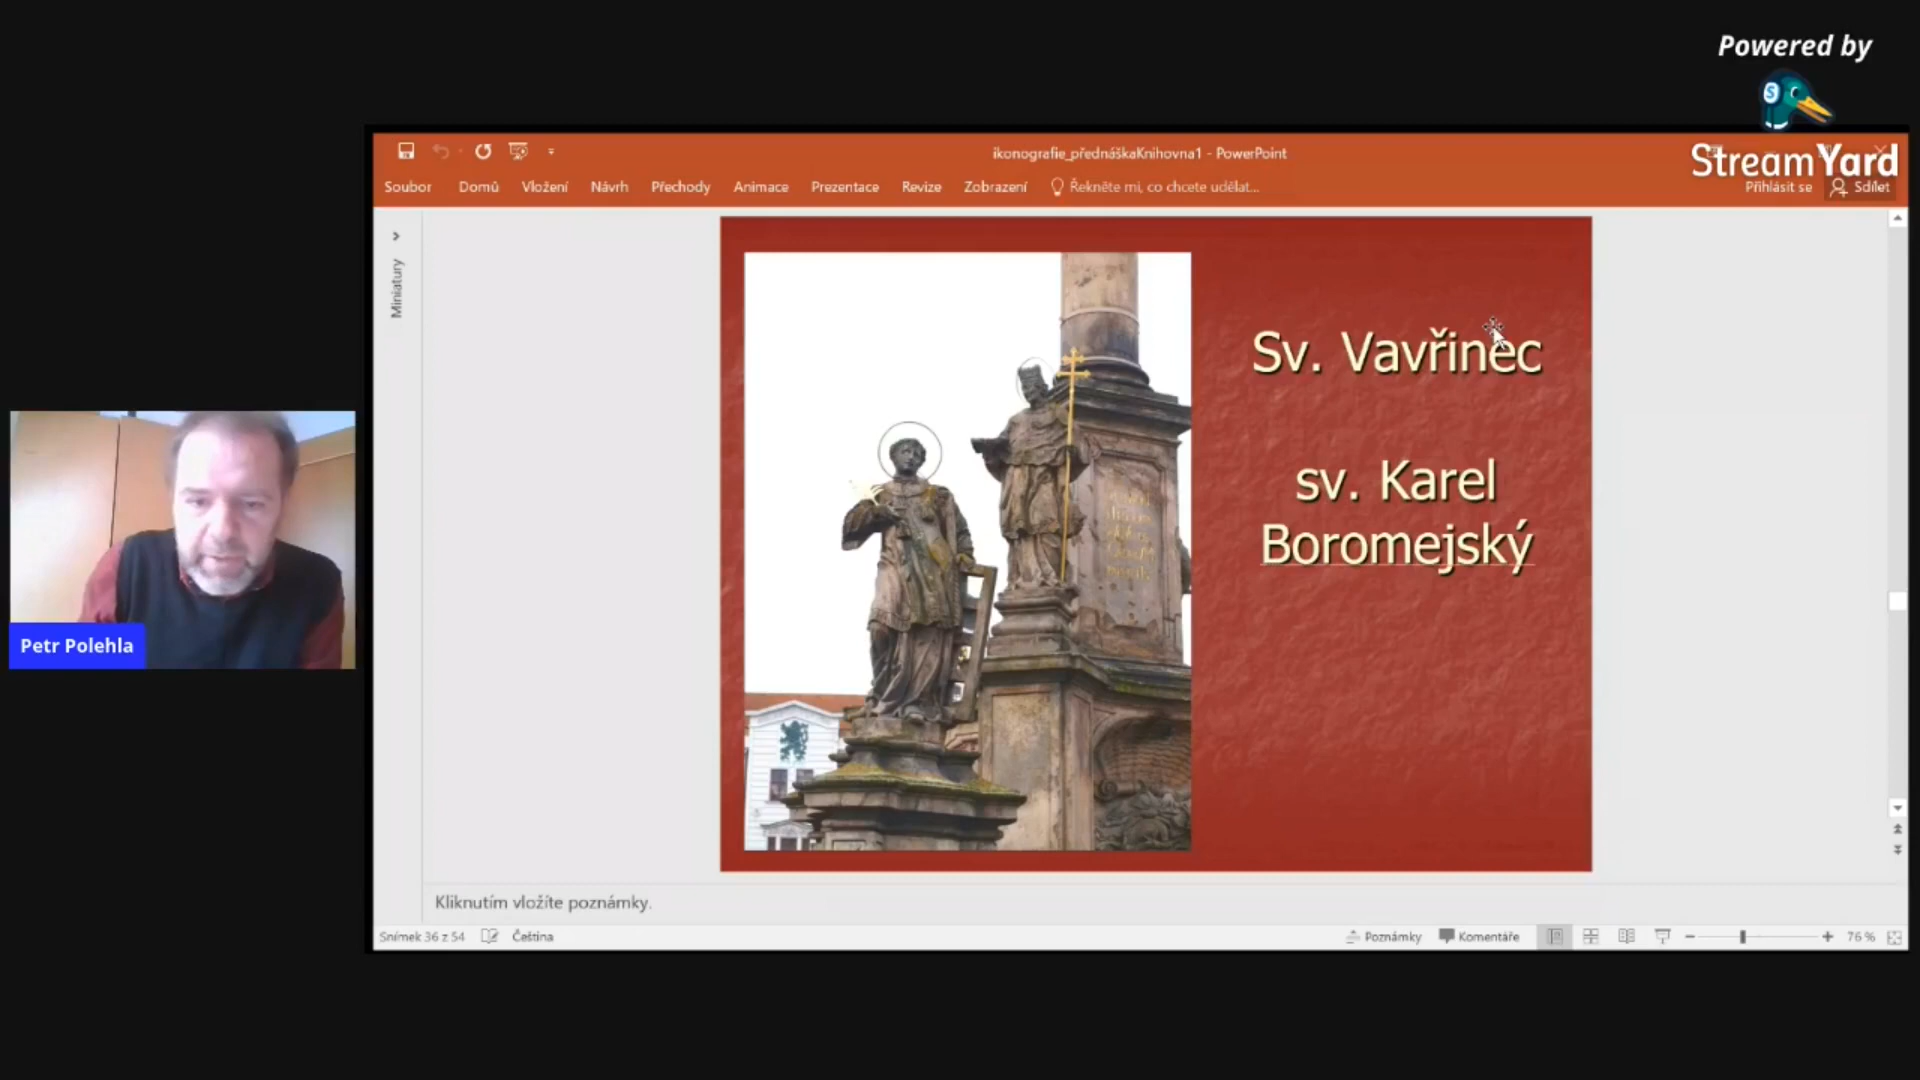 Powered by
StreamYard
ikonografie_přednáškaKnihovna1 - PowerPoint
Soubor Domů Vložení Návrh Přechody Animace Prezentace Revize Zobrazení Řekněte mi, co chcete udělat... Přihlásit se Sdílet
Miniatury
Sv. Vavřinec
sv. Karel
Boromejský
Petr Polehla
Kliknutím vložíte poznámky.
Snímek 36 z 54 Čeština Poznámky Komentáře 76 %